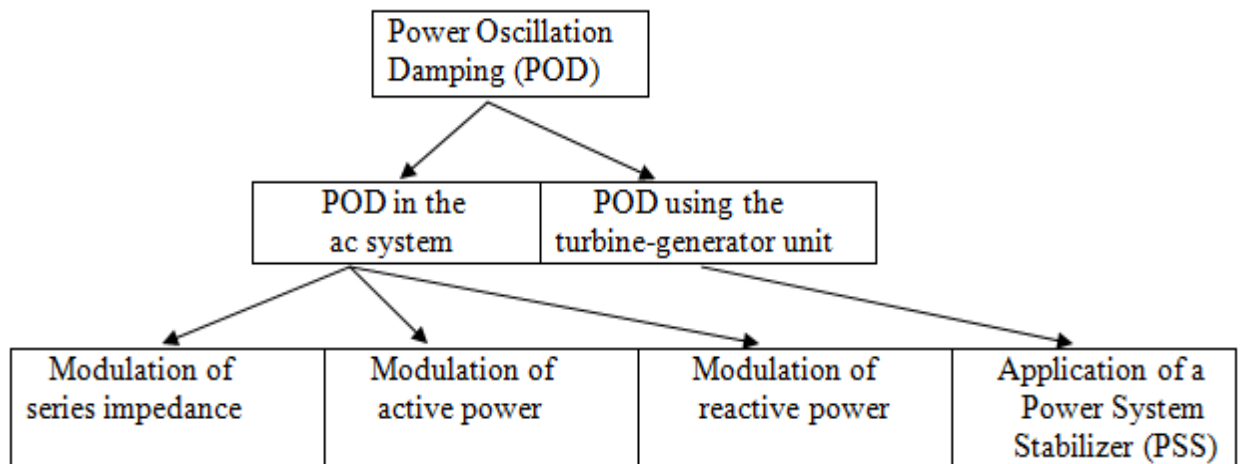 Power Oscillation
Damping (POD)
POD in the
ac system
POD using the
turbine-generator unit
Modulation of
series impedance
Modulation of
active power
Modulation of
reactive power
Application of a
Power System
Stabilizer (PSS)